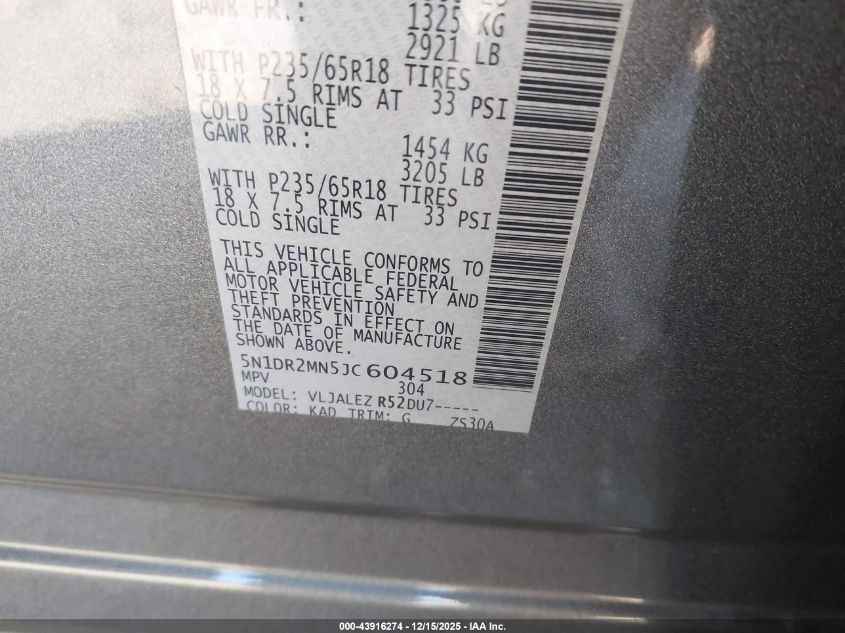 GAWR FR.: 1325 KG
2921 LB
WITH P235/65R18 TIRES
18 X 7.5 RIMS AT 33 PSI
COLD SINGLE
GAWR RR.: 1454 KG
3205 LB
WITH P235/65R18 TIRES
18 X 7.5 RIMS AT 33 PSI
COLD SINGLE
THIS VEHICLE CONFORMS TO
ALL APPLICABLE FEDERAL
MOTOR VEHICLE SAFETY AND
THEFT PREVENTION
STANDARDS IN EFFECT ON
THE DATE OF MANUFACTURE
SHOWN ABOVE.
5N1DR2MN5JC604518
MPV 304
MODEL: VLJALEZ R52DU7-----
COLOR: KAD TRIM: G ZS30A
000-43916274 - 12/15/2025 - IAA Inc.